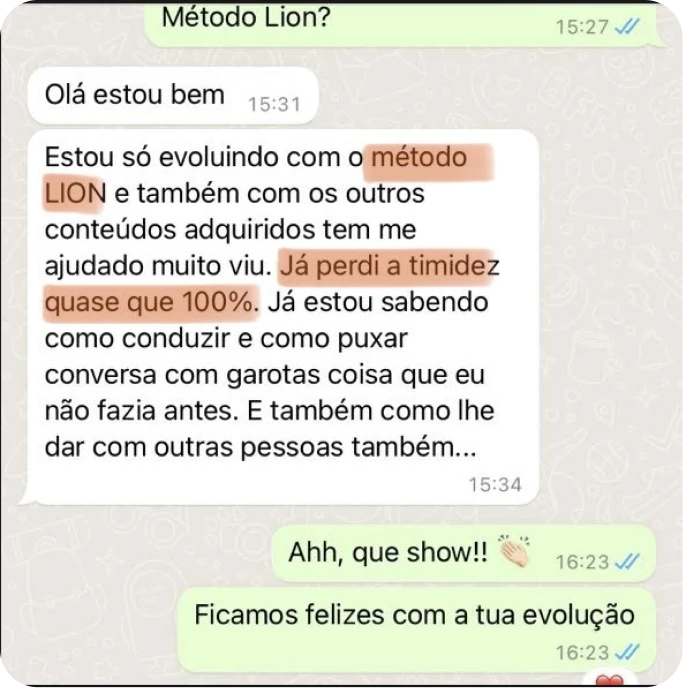 Método Lion?
15:27
Olá estou bem 15:31
Estou só evoluindo com o método
LION e também com os outros
conteúdos adquiridos tem me
ajudado muito viu. Já perdi a timidez
quase que 100%. Já estou sabendo
como conduzir e como puxar
conversa com garotas coisa que eu
não fazia antes. E também como lhe
dar com outras pessoas também...
15:34
Ahh, que show!! 👏🏻 16:23
Ficamos felizes com a tua evolução
16:23